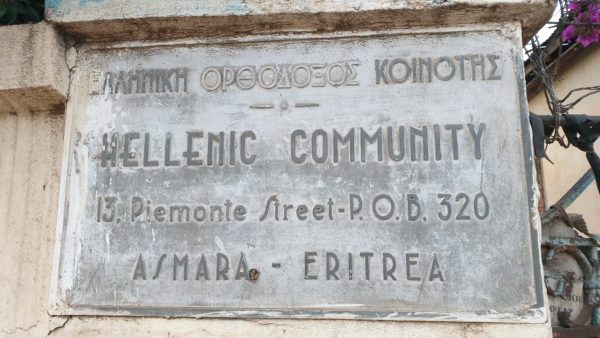 ΕΛΛΗΝΙΚΗ ΟΡΘΟΔΟΞΟΣ ΚΟΙΝΟΤΗΣ
HELLENIC COMMUNITY
13, Piemonte Street-P.O.B. 320
ASMARA - ERITREA